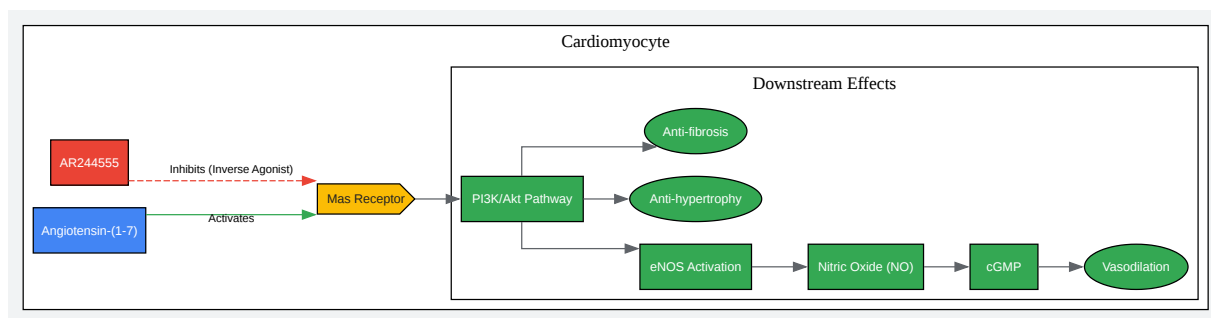 Cardiomyocyte
Downstream Effects
Anti-fibrosis
AR244555
Inhibits (Inverse Agonist)
Mas Receptor
PI3K/Akt Pathway
Anti-hypertrophy
Angiotensin-(1-7)
Activates
eNOS Activation
Nitric Oxide (NO)
cGMP
Vasodilation